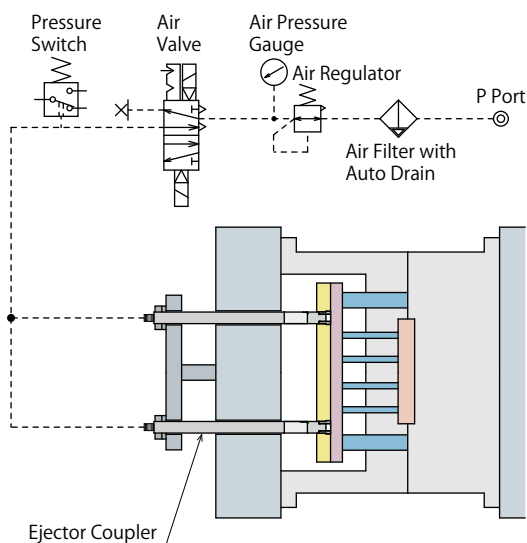 Pressure
Switch
Air
Valve
Air Pressure
Gauge
Air Regulator
P Port
Air Filter with
Auto Drain
Ejector Coupler